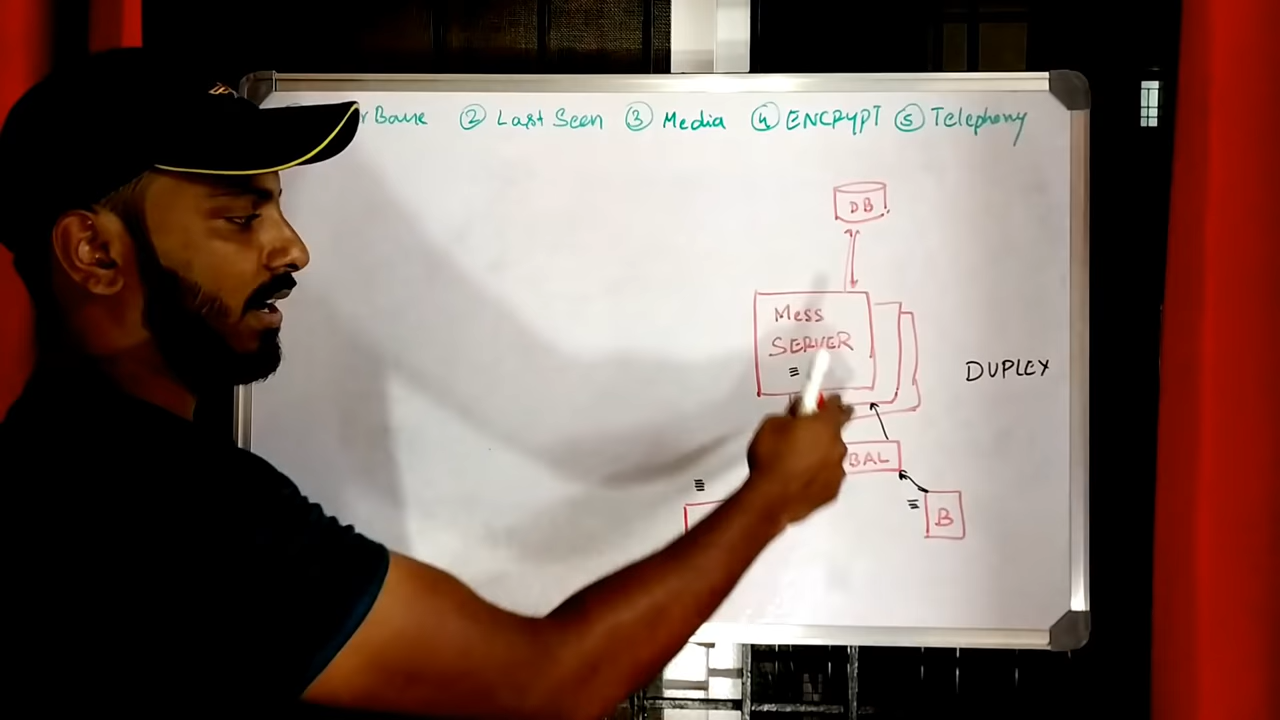 Base ② Last Seen ③ Media ④ ENCRYPT ⑤ Telephony
DB
Mess
SERVER
DUPLEX
BAL
B